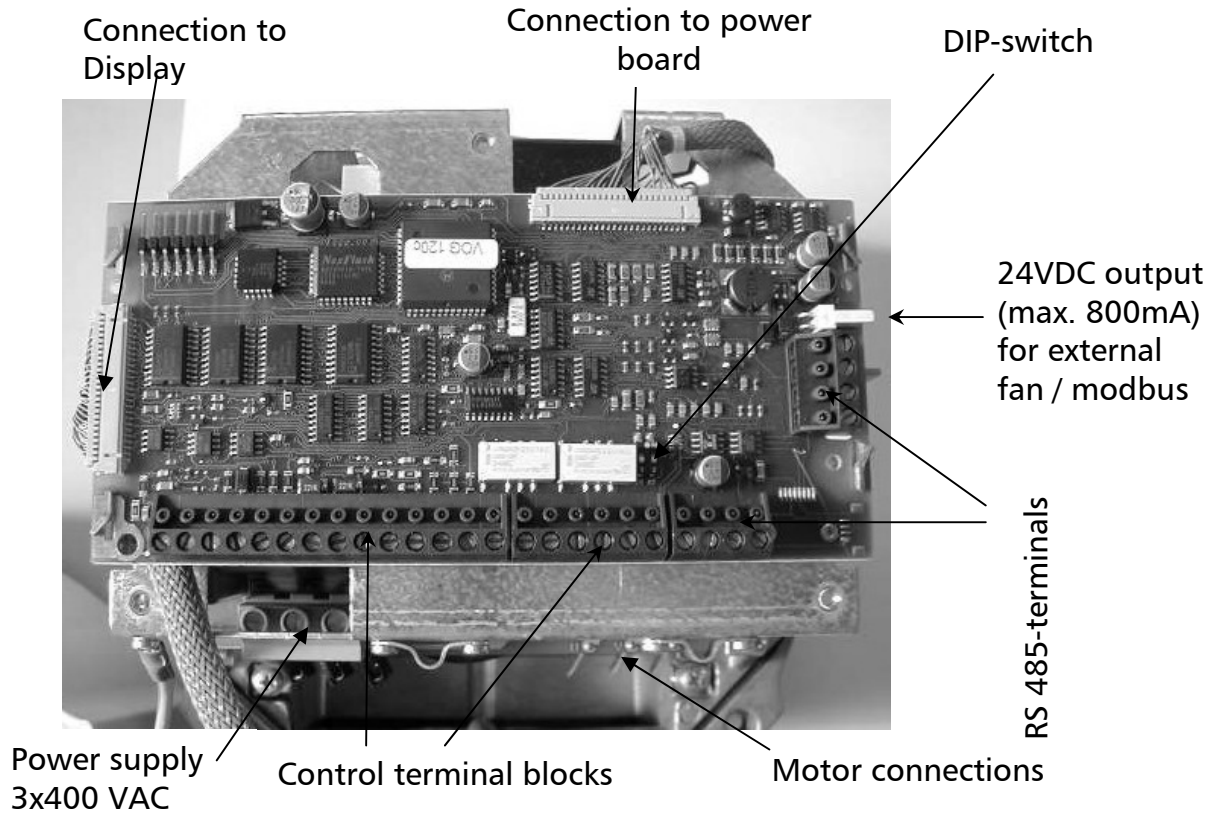 Connection to
Display
Connection to power
board
DIP-switch
VOG 120c
NexFlash
24VDC output
(max. 800mA)
for external
fan / modbus
RS 485-terminals
Power supply
3x400 VAC
Control terminal blocks
Motor connections